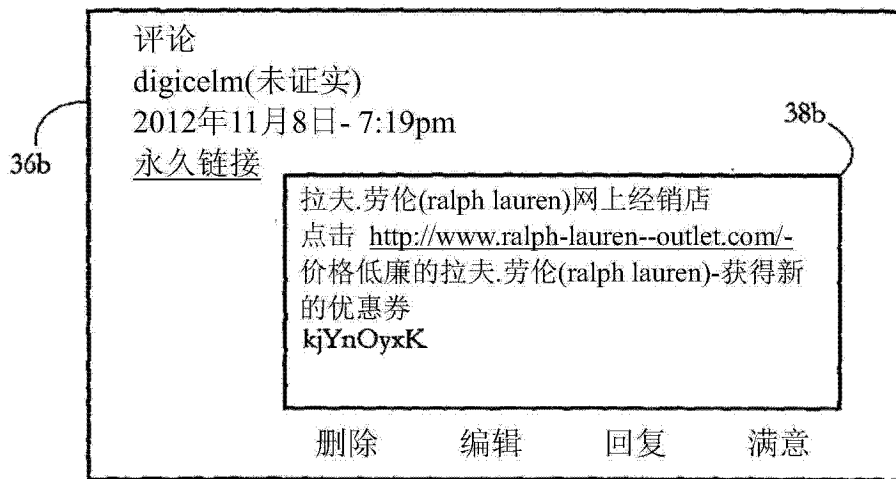 评论
digicelm(未证实)
2012年11月8日- 7:19pm
38b
36b
永久链接
拉夫.劳伦(ralph lauren)网上经销店
点击 http://www.ralph-lauren--outlet.com/-
价格低廉的拉夫.劳伦(ralph lauren)-获得新
的优惠券
kjYnOyxK
删除 编辑 回复 满意